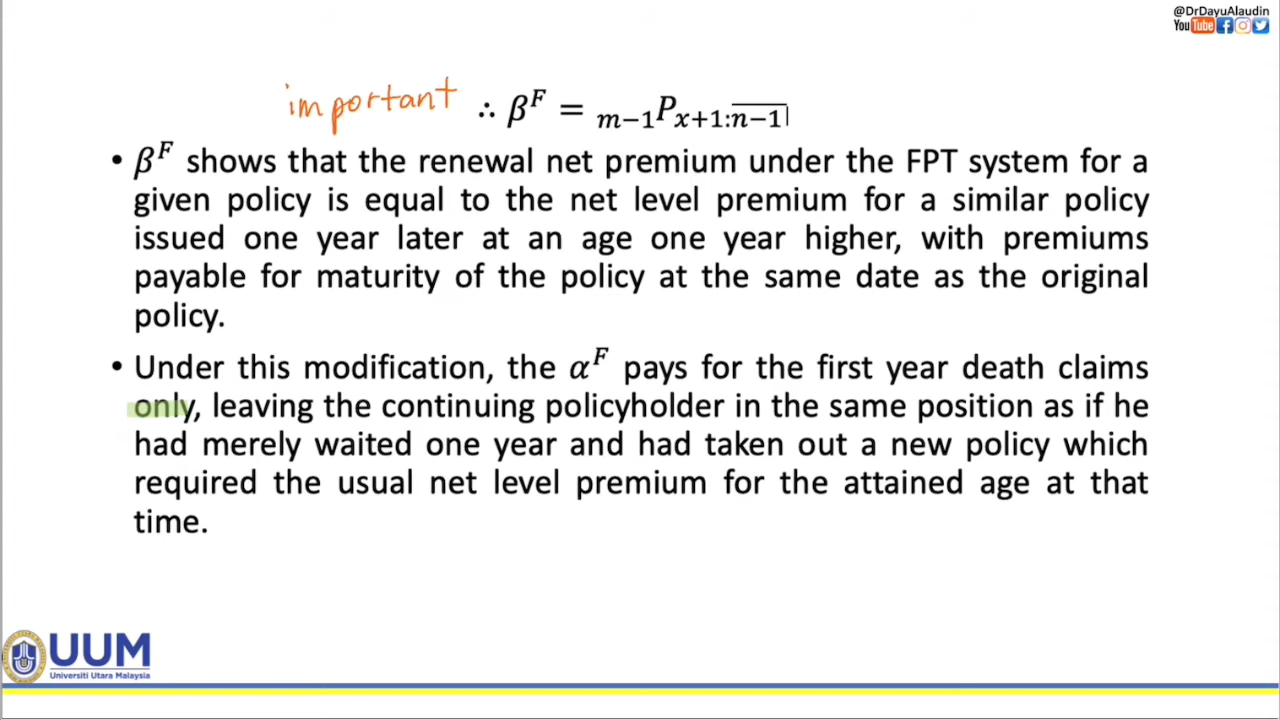 @DrDayuAlaudin
YouTube
important ∴ β^F = _{m−1}P_{x+1:n−1|}
• β^F shows that the renewal net premium under the FPT system for a
given policy is equal to the net level premium for a similar policy
issued one year later at an age one year higher, with premiums
payable for maturity of the policy at the same date as the original
policy.
• Under this modification, the α^F pays for the first year death claims
only, leaving the continuing policyholder in the same position as if he
had merely waited one year and had taken out a new policy which
required the usual net level premium for the attained age at that
time.
UUM
Universiti Utara Malaysia